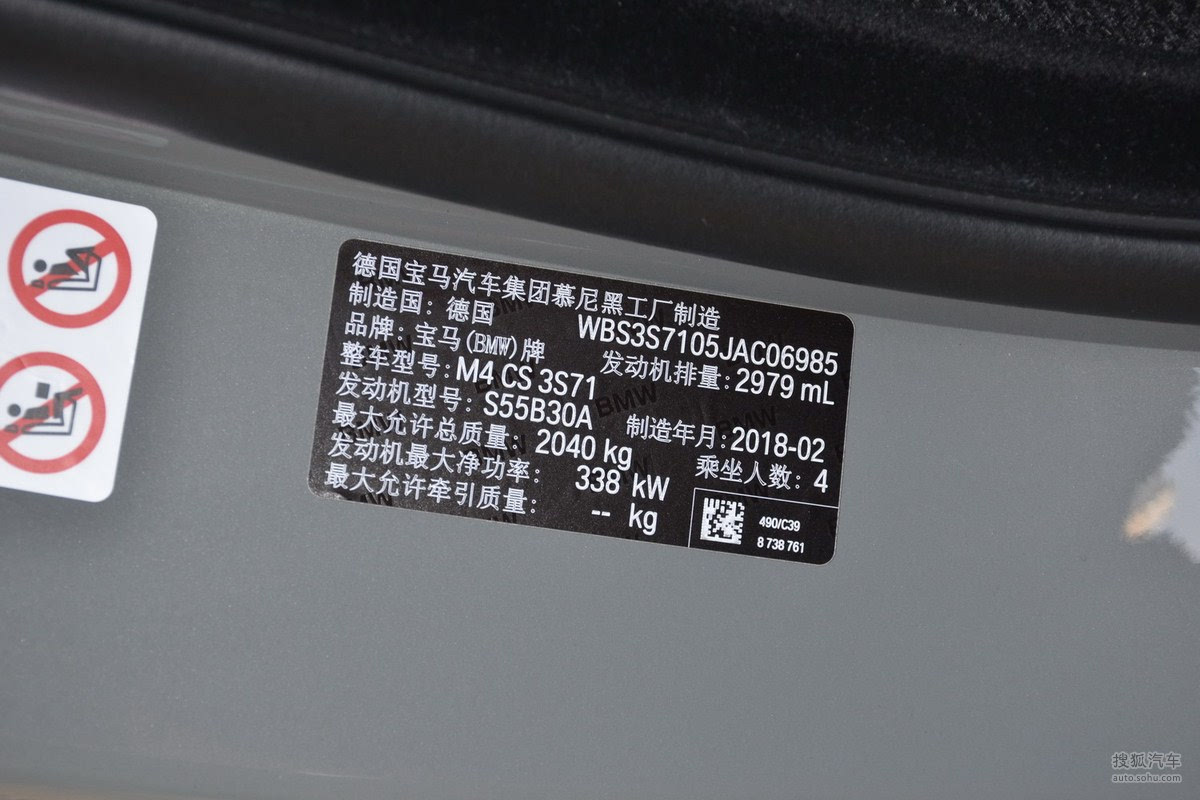 德国宝马汽车集团慕尼黑工厂制造
制造国：德国 WBS3S7105JAC06985
品牌：宝马(BMW)牌 发动机排量：2979 mL
整车型号：M4 CS 3S71
发动机型号：S55B30A 制造年月：2018-02
最大允许总质量：2040 kg 乘坐人数：4
发动机最大净功率：338 kW
最大允许牵引质量：-- kg
490/C39
8 738 761
搜狐汽车
auto.sohu.com